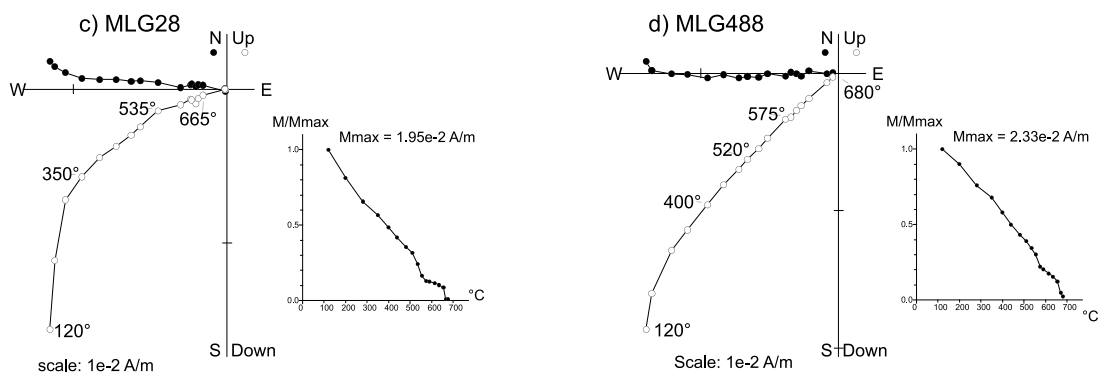 c) MLG28
N Up
W E
535°
665°
350°
120°
S Down
scale: 1e-2 A/m
M/Mmax
Mmax = 1.95e-2 A/m
1.0
0.5
1.0
0 100 200 300 400 500 600 700
°C
d) MLG488
N Up
W E
680°
575°
520°
400°
120°
S Down
Scale: 1e-2 A/m
M/Mmax
Mmax = 2.33e-2 A/m
1.0
0.5
1.0
0 100 200 300 400 500 600 700
°C